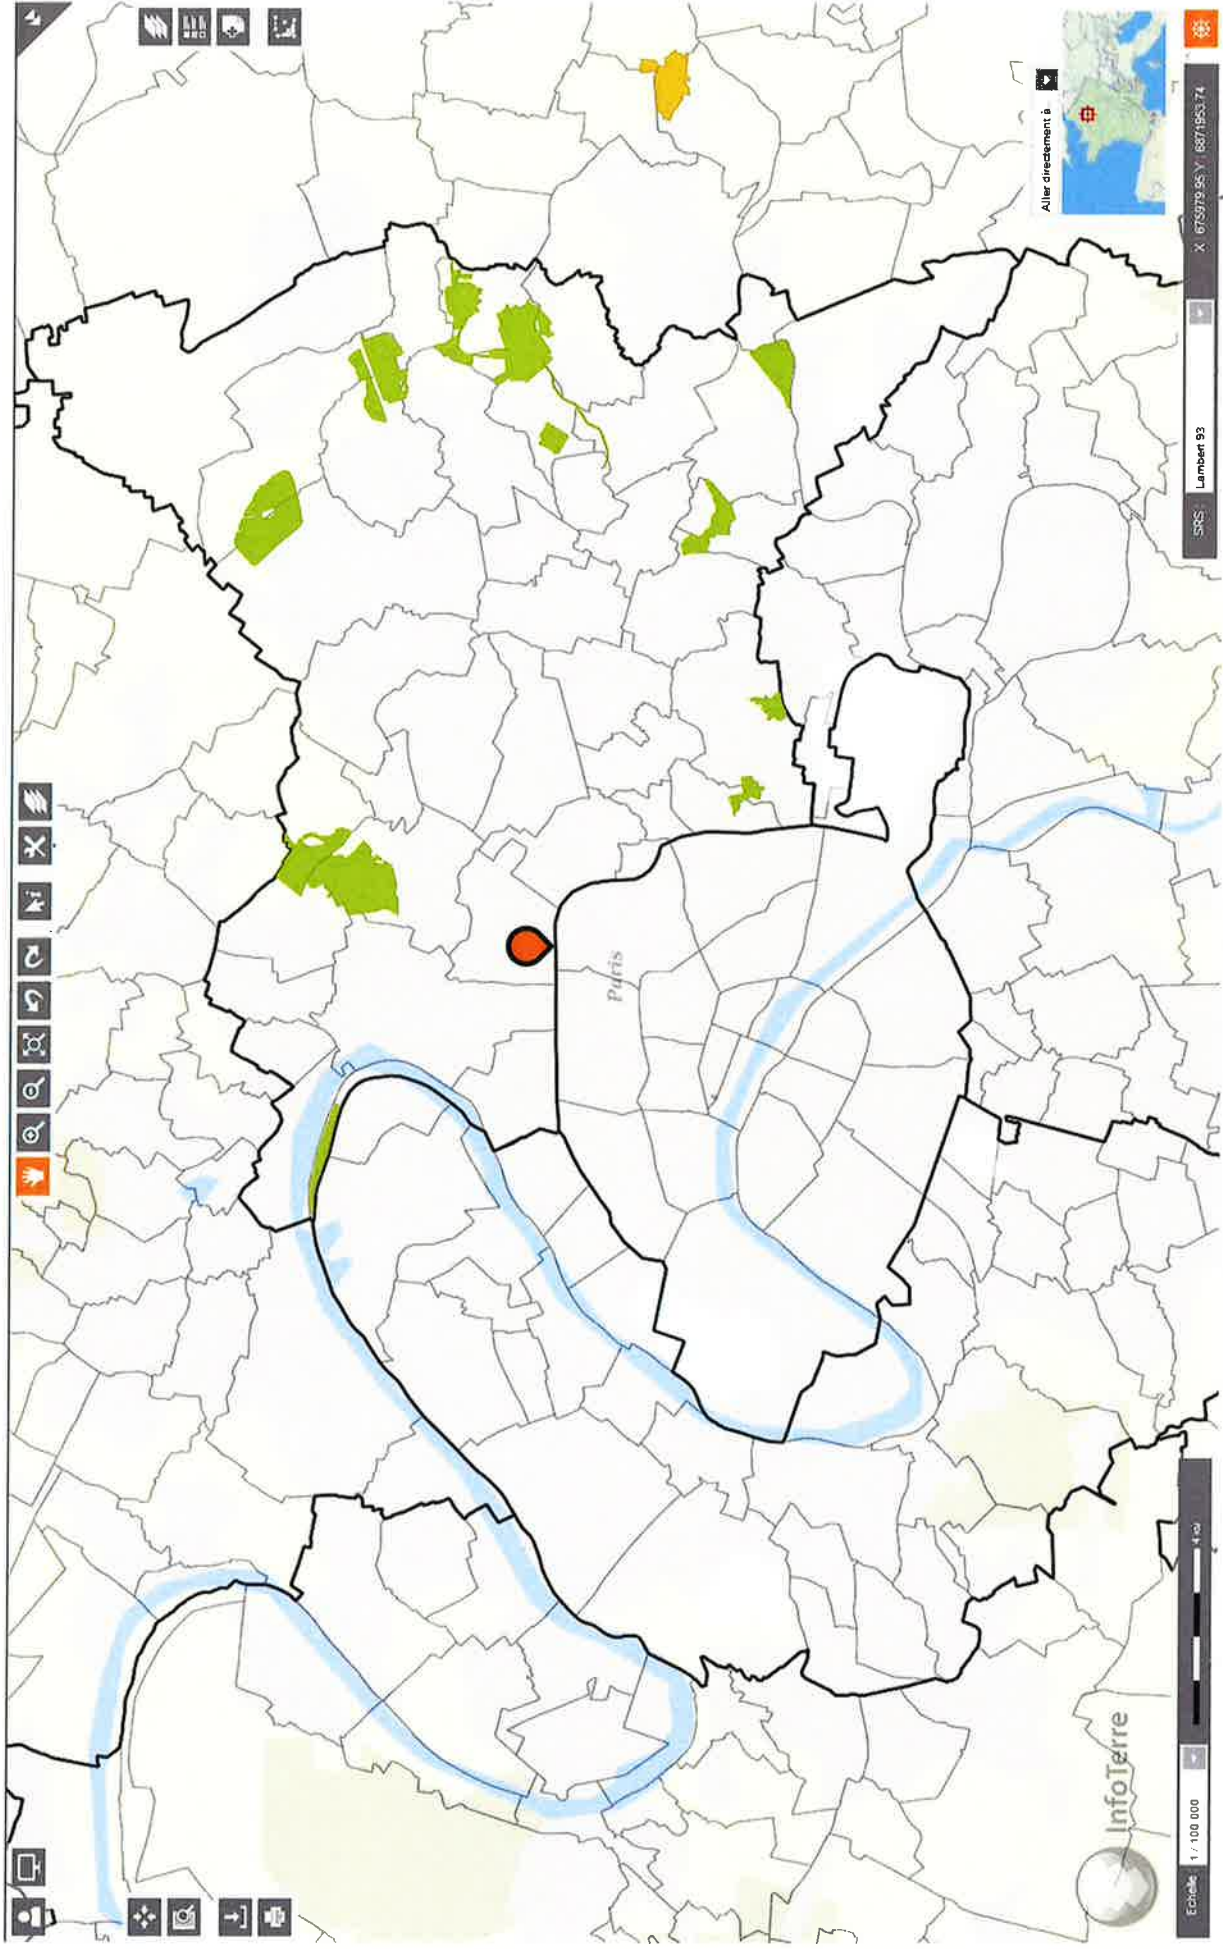 Paris
Aller directement à
InfoTerre
Echelle : 1 / 100 000
4 km
SRS : Lambert 93
X : 675979.95 Y : 6871953.74